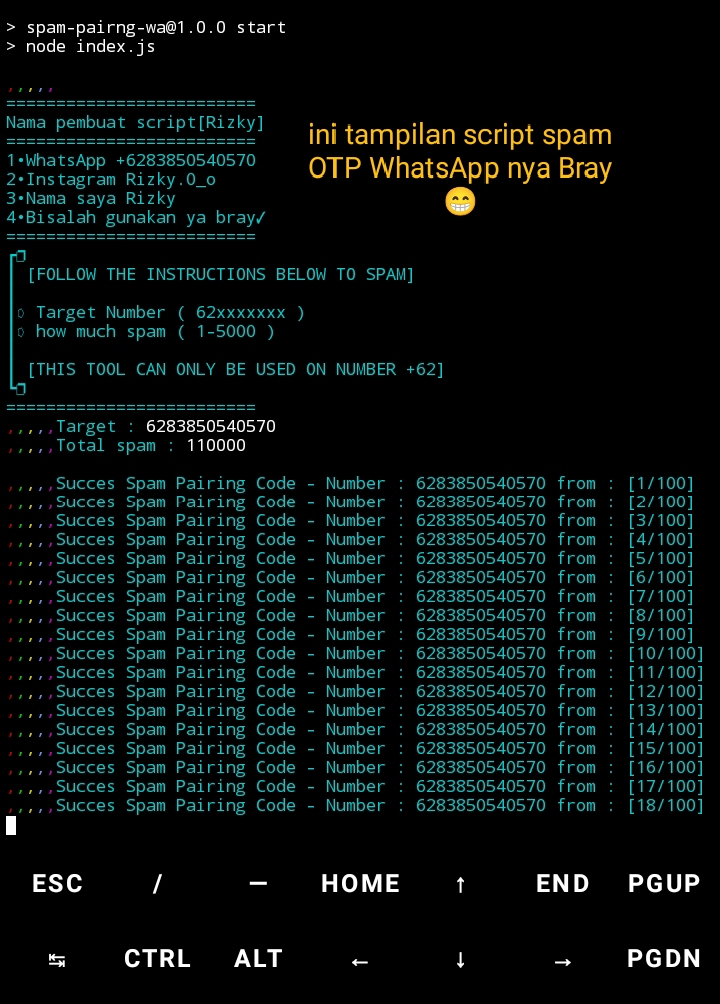 > spam-pairng-wa@1.0.0 start
> node index.js
,,,,,
=========================
Nama pembuat script[Rizky]
=========================
1•WhatsApp +6283850540570
2•Instagram Rizky.0_o
3•Nama saya Rizky
4•Bisalah gunakan ya bray✓
=========================
ini tampilan script spam
OTP WhatsApp nya Bray
😁
[FOLLOW THE INSTRUCTIONS BELOW TO SPAM]
Target Number ( 62xxxxxxx )
how much spam ( 1-5000 )
[THIS TOOL CAN ONLY BE USED ON NUMBER +62]
=========================
,,,,,Target : 6283850540570
,,,,,Total spam : 110000
,,,,,Succes Spam Pairing Code - Number : 6283850540570 from : [1/100]
,,,,,Succes Spam Pairing Code - Number : 6283850540570 from : [2/100]
,,,,,Succes Spam Pairing Code - Number : 6283850540570 from : [3/100]
,,,,,Succes Spam Pairing Code - Number : 6283850540570 from : [4/100]
,,,,,Succes Spam Pairing Code - Number : 6283850540570 from : [5/100]
,,,,,Succes Spam Pairing Code - Number : 6283850540570 from : [6/100]
,,,,,Succes Spam Pairing Code - Number : 6283850540570 from : [7/100]
,,,,,Succes Spam Pairing Code - Number : 6283850540570 from : [8/100]
,,,,,Succes Spam Pairing Code - Number : 6283850540570 from : [9/100]
,,,,,Succes Spam Pairing Code - Number : 6283850540570 from : [10/100]
,,,,,Succes Spam Pairing Code - Number : 6283850540570 from : [11/100]
,,,,,Succes Spam Pairing Code - Number : 6283850540570 from : [12/100]
,,,,,Succes Spam Pairing Code - Number : 6283850540570 from : [13/100]
,,,,,Succes Spam Pairing Code - Number : 6283850540570 from : [14/100]
,,,,,Succes Spam Pairing Code - Number : 6283850540570 from : [15/100]
,,,,,Succes Spam Pairing Code - Number : 6283850540570 from : [16/100]
,,,,,Succes Spam Pairing Code - Number : 6283850540570 from : [17/100]
,,,,,Succes Spam Pairing Code - Number : 6283850540570 from : [18/100]
ESC / — HOME ↑ END PGUP
↹ CTRL ALT ← ↓ → PGDN